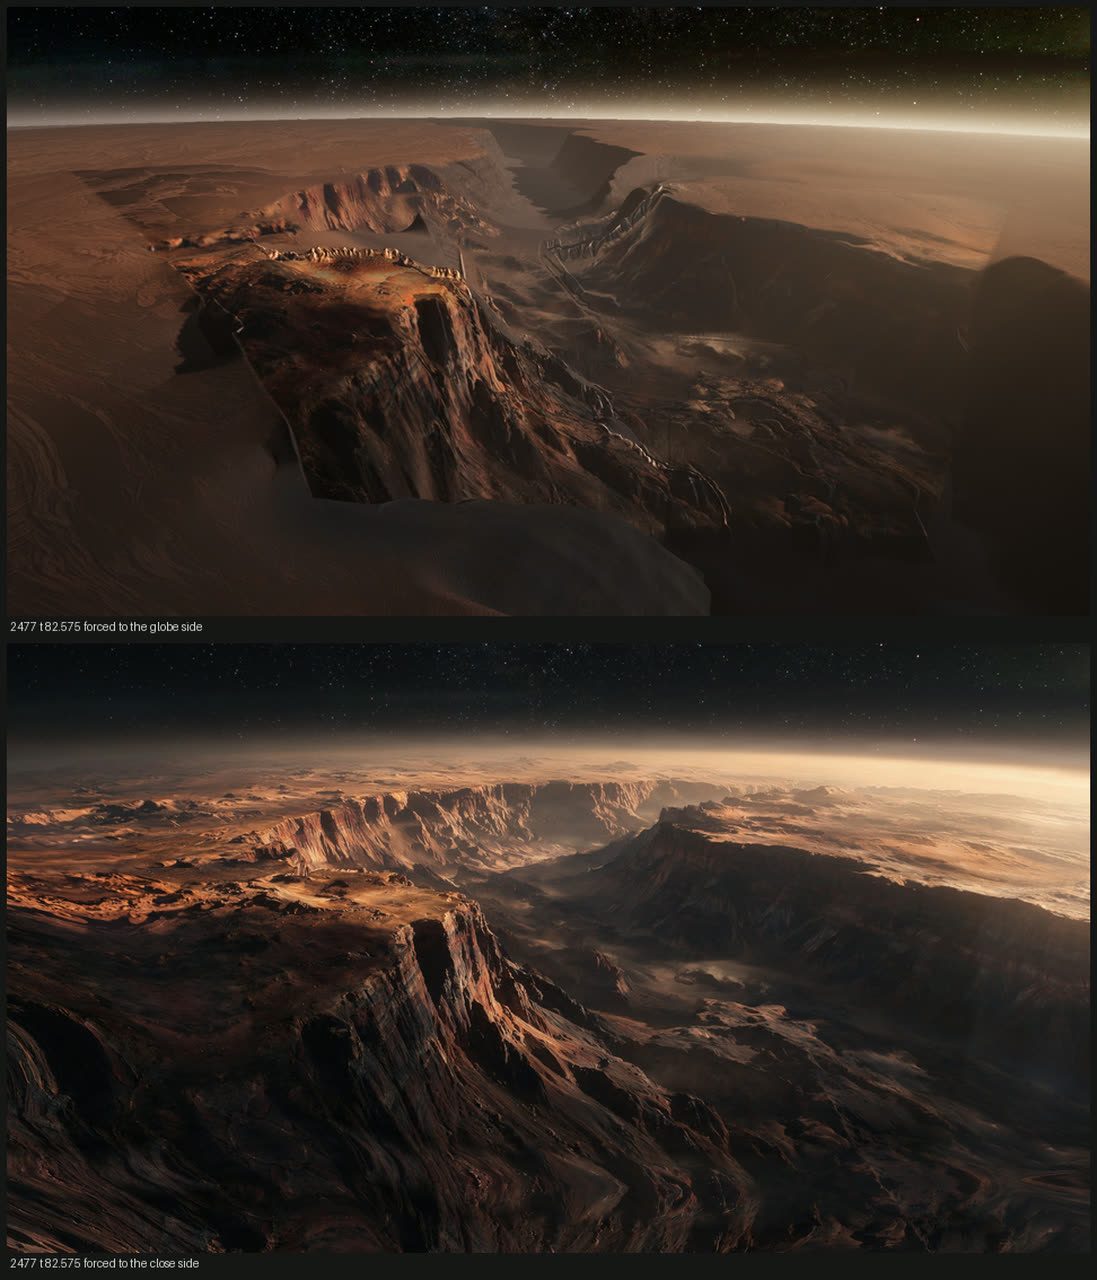 2477 t82.575 forced to the globe side
2477 t82.575 forced to the close side